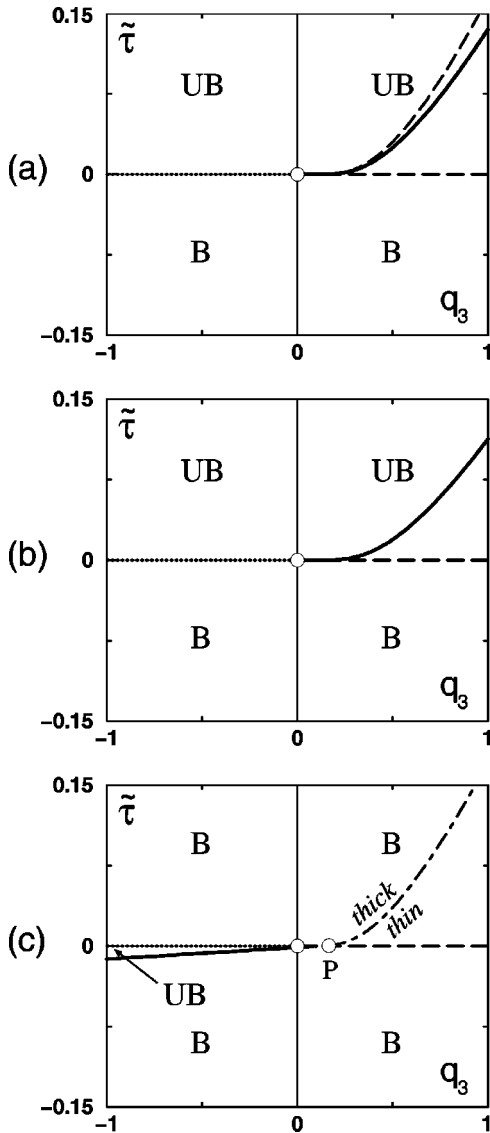 0.15
τ̃
UB UB
(a) 0
B B
q₃
−0.15
−1 0 1
0.15
τ̃
UB UB
(b) 0
B B
q₃
−0.15
−1 0 1
0.15
τ̃
B B
thick
thin
(c) 0
P
UB
B B
q₃
−0.15
−1 0 1